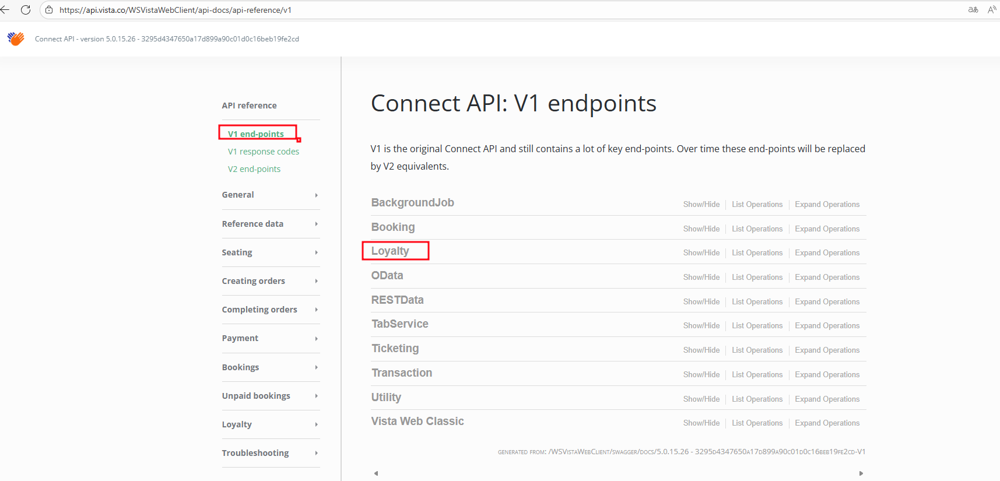 https://api.vista.co/WSVistaWebClient/api-docs/api-reference/v1
Connect API - version 5.0.15.26 - 3295d4347650a17d899a90c01d0c16beb19fe2cd
API reference
V1 end-points
V1 response codes
V2 end-points
General
Reference data
Seating
Creating orders
Completing orders
Payment
Bookings
Unpaid bookings
Loyalty
Troubleshooting
Connect API: V1 endpoints
V1 is the original Connect API and still contains a lot of key end-points. Over time these end-points will be replaced
by V2 equivalents.
BackgroundJob Show/Hide List Operations Expand Operations
Booking Show/Hide List Operations Expand Operations
Loyalty Show/Hide List Operations Expand Operations
OData Show/Hide List Operations Expand Operations
RESTData Show/Hide List Operations Expand Operations
TabService Show/Hide List Operations Expand Operations
Ticketing Show/Hide List Operations Expand Operations
Transaction Show/Hide List Operations Expand Operations
Utility Show/Hide List Operations Expand Operations
Vista Web Classic Show/Hide List Operations Expand Operations
GENERATED FROM: /WSVISTAWEBCLIENT/SWAGGER/DOCS/5.0.15.26 - 3295D4347650A17D899A90C01D0C16BEB19FE2CD-V1